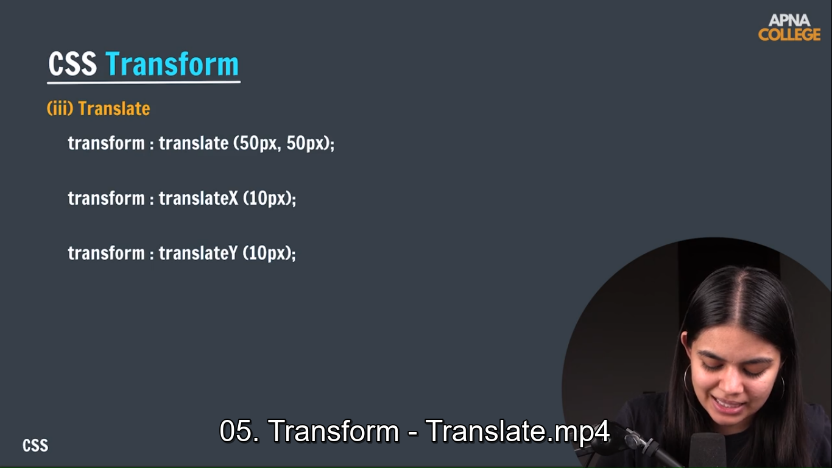 APNA
COLLEGE
CSS Transform
(iii) Translate
transform : translate (50px, 50px);
transform : translateX (10px);
transform : translateY (10px);
05. Transform - Translate.mp4
CSS